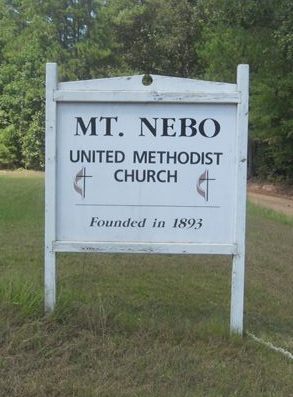 MT. NEBO
UNITED METHODIST
CHURCH
Founded in 1893